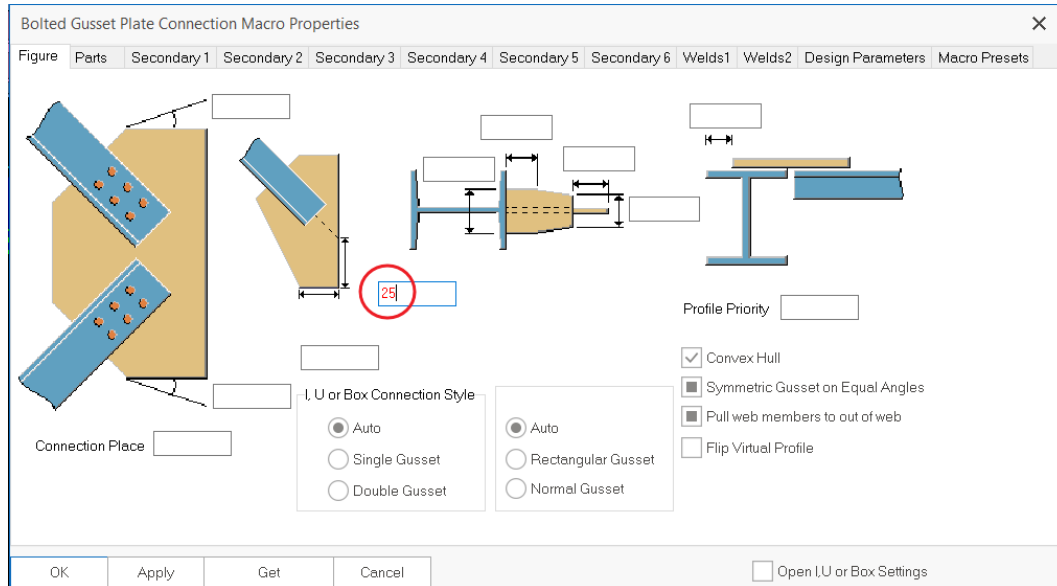 Bolted Gusset Plate Connection Macro Properties
Figure Parts Secondary 1 Secondary 2 Secondary 3 Secondary 4 Secondary 5 Secondary 6 Welds1 Welds2 Design Parameters Macro Presets
25
Profile Priority
Convex Hull
Symmetric Gusset on Equal Angles
Pull web members to out of web
Flip Virtual Profile
I, U or Box Connection Style
Auto
Single Gusset
Double Gusset
Auto
Rectangular Gusset
Normal Gusset
Connection Place
OK Apply Get Cancel
Open I,U or Box Settings